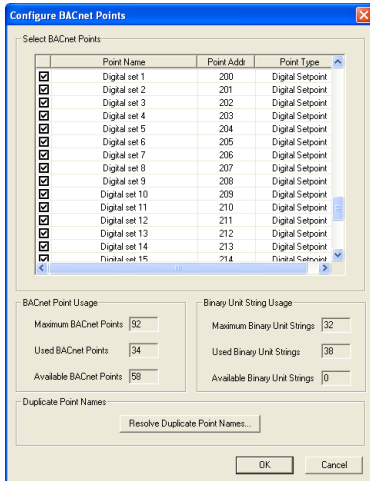 Configure BACnet Points
Select BACnet Points
Point Name Point Addr Point Type
Digital set 1 200 Digital Setpoint
Digital set 2 201 Digital Setpoint
Digital set 3 202 Digital Setpoint
Digital set 4 203 Digital Setpoint
Digital set 5 204 Digital Setpoint
Digital set 6 205 Digital Setpoint
Digital set 7 206 Digital Setpoint
Digital set 8 207 Digital Setpoint
Digital set 9 208 Digital Setpoint
Digital set 10 209 Digital Setpoint
Digital set 11 210 Digital Setpoint
Digital set 12 211 Digital Setpoint
Digital set 13 212 Digital Setpoint
Digital set 14 213 Digital Setpoint
Digital set 15 214 Digital Setpoint
BACnet Point Usage Binary Unit String Usage
Maximum BACnet Points 92 Maximum Binary Unit Strings 32
Used BACnet Points 34 Used Binary Unit Strings 38
Available BACnet Points 58 Available Binary Unit Strings 0
Duplicate Point Names
Resolve Duplicate Point Names...
OK Cancel